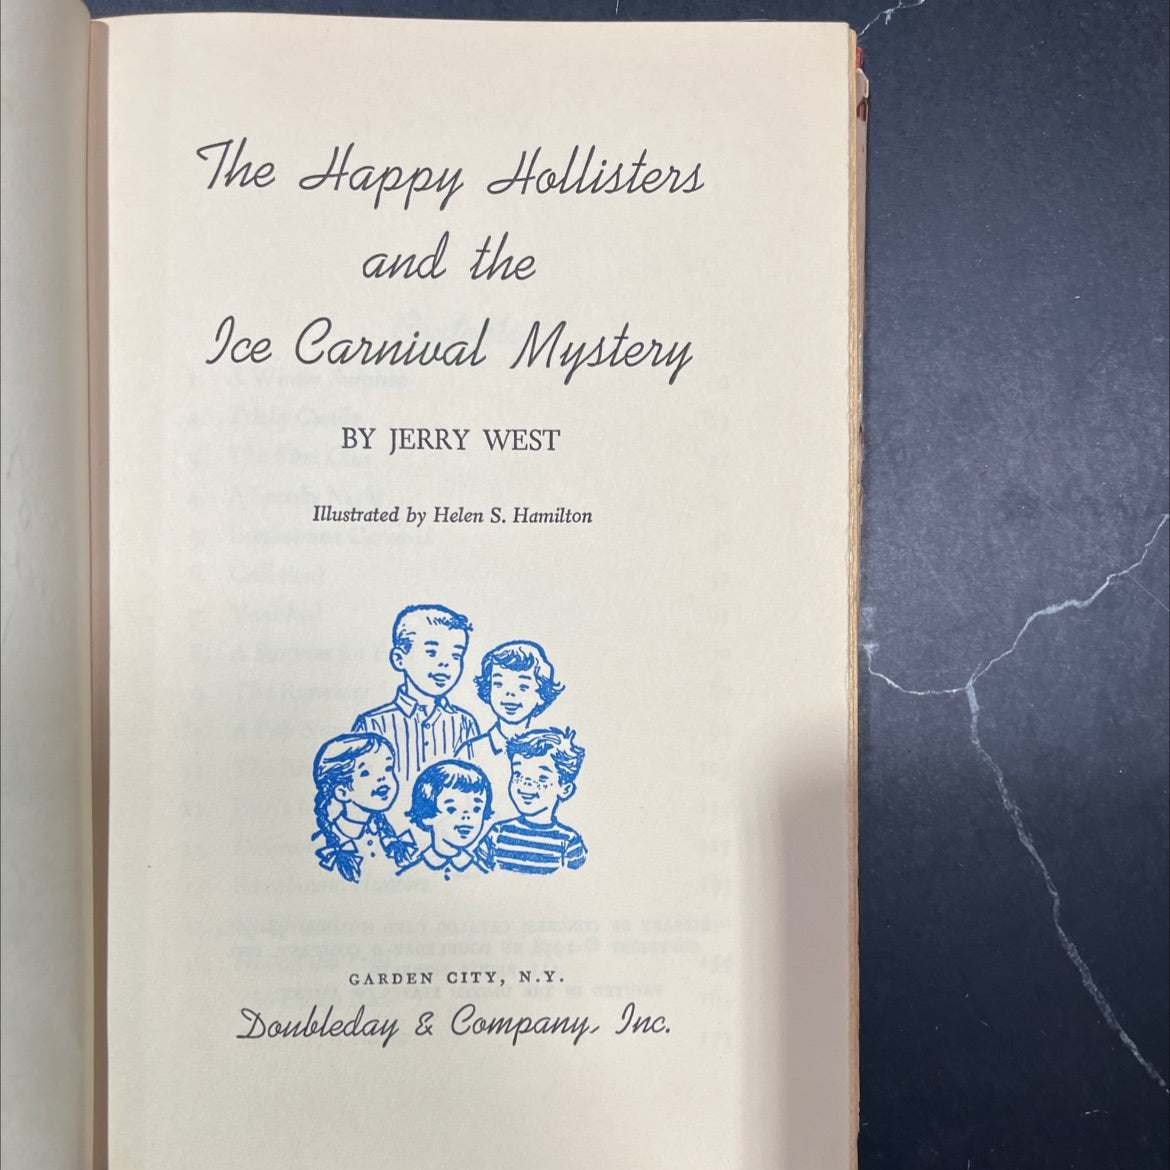 The Happy Hollisters
and the
Ice Carnival Mystery
BY JERRY WEST
Illustrated by Helen S. Hamilton
GARDEN CITY, N.Y.
Doubleday & Company, Inc.